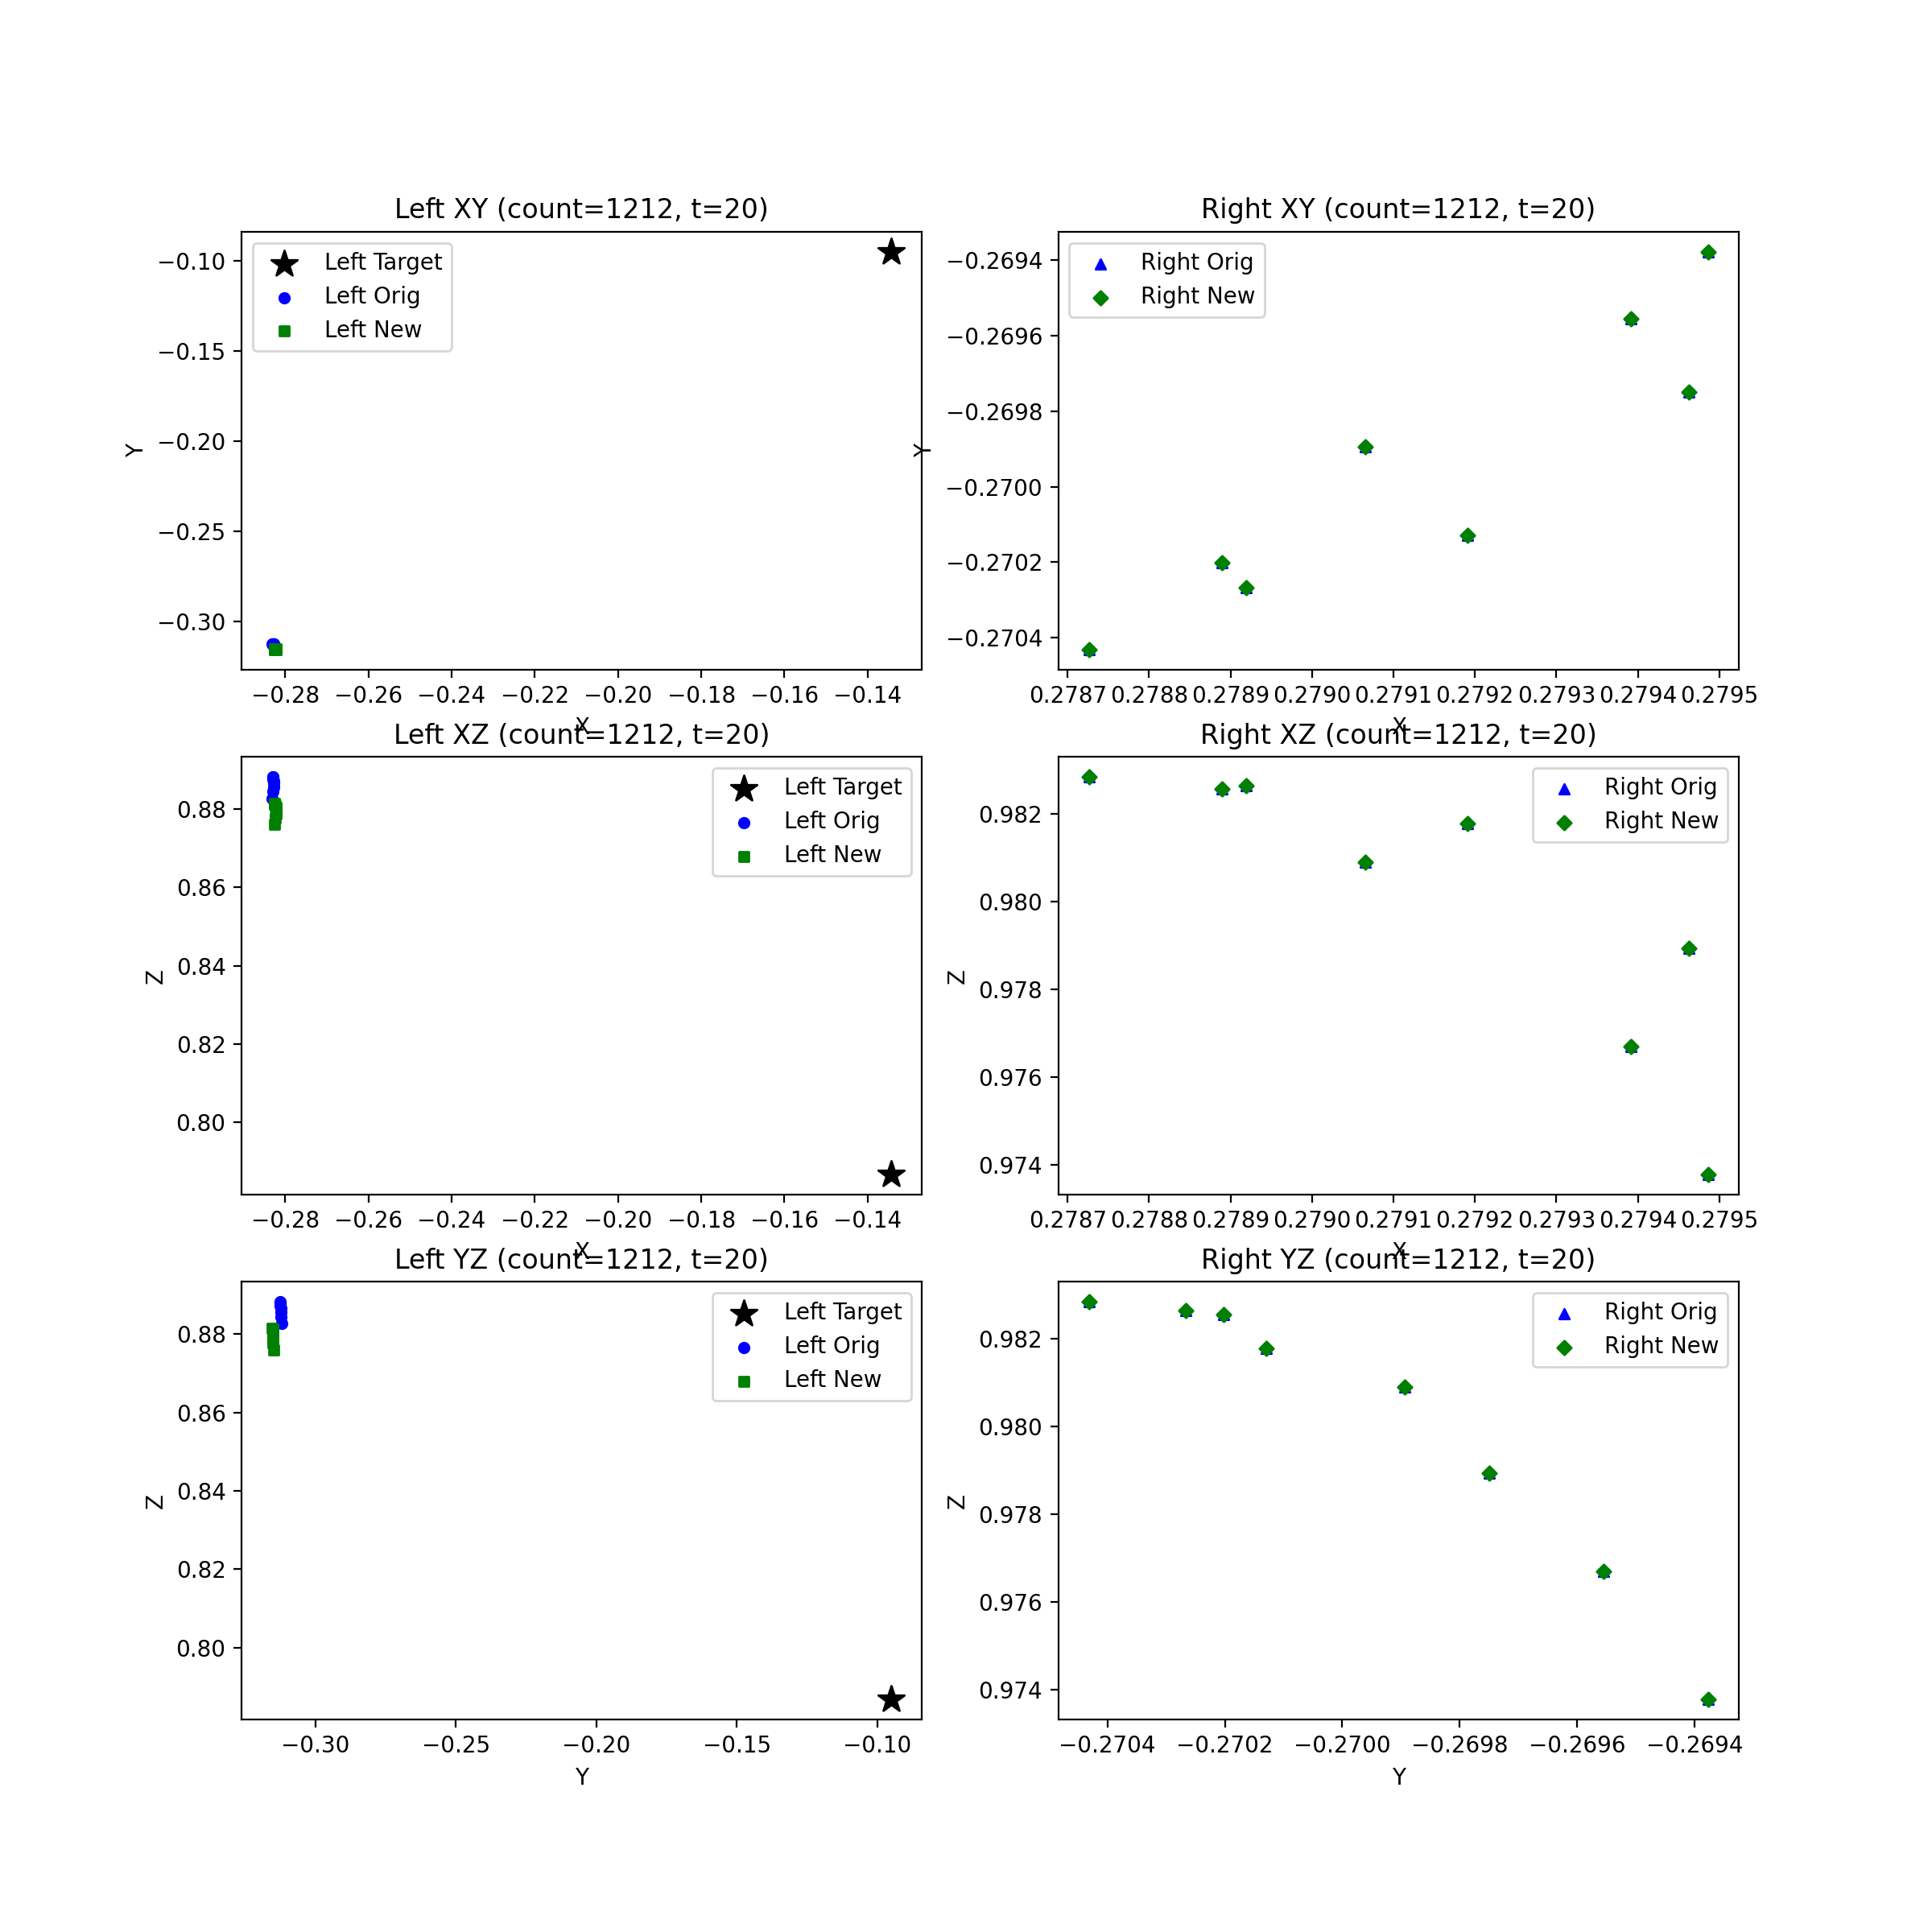 Left XY (count=1212, t=20)
Left Target
Left Orig
Left New
Y
−0.10
−0.15
−0.20
−0.25
−0.30
−0.28 −0.26 −0.24 −0.22 −0.20 −0.18 −0.16 −0.14
X
Right XY (count=1212, t=20)
Right Orig
Right New
Y
−0.2694
−0.2696
−0.2698
−0.2700
−0.2702
−0.2704
0.2787 0.2788 0.2789 0.2790 0.2791 0.2792 0.2793 0.2794 0.2795
X
Left XZ (count=1212, t=20)
Left Target
Left Orig
Left New
Z
0.88
0.86
0.84
0.82
0.80
−0.28 −0.26 −0.24 −0.22 −0.20 −0.18 −0.16 −0.14
X
Right XZ (count=1212, t=20)
Right Orig
Right New
Z
0.982
0.980
0.978
0.976
0.974
0.2787 0.2788 0.2789 0.2790 0.2791 0.2792 0.2793 0.2794 0.2795
X
Left YZ (count=1212, t=20)
Left Target
Left Orig
Left New
Z
0.88
0.86
0.84
0.82
0.80
−0.30 −0.25 −0.20 −0.15 −0.10
Y
Right YZ (count=1212, t=20)
Right Orig
Right New
Z
0.982
0.980
0.978
0.976
0.974
−0.2704 −0.2702 −0.2700 −0.2698 −0.2696 −0.2694
Y